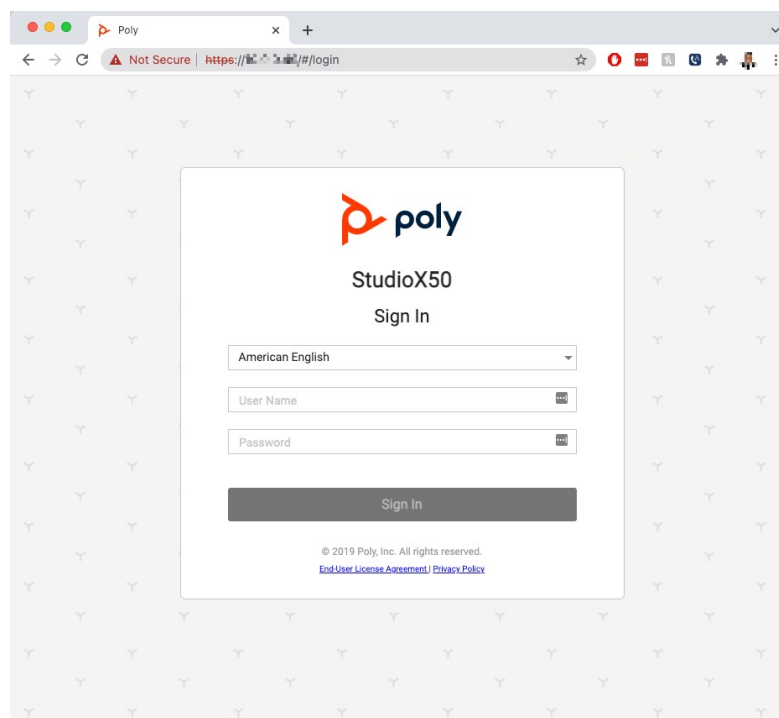 Poly
Not Secure | https:// /#/login
poly
StudioX50
Sign In
American English
User Name
Password
Sign In
© 2019 Poly, Inc. All rights reserved.
End-User License Agreement | Privacy Policy